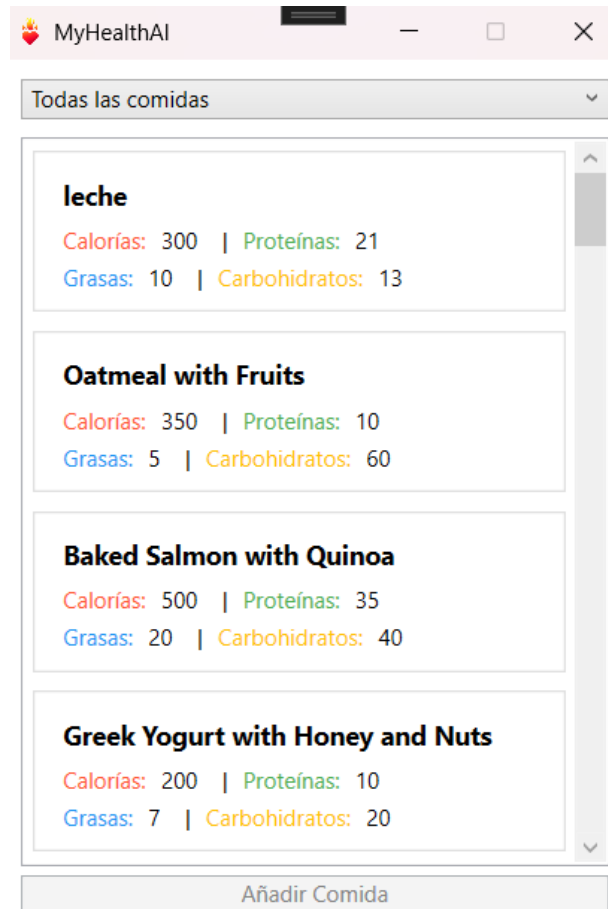 MyHealthAI
Todas las comidas
leche
Calorías: 300 | Proteínas: 21
Grasas: 10 | Carbohidratos: 13
Oatmeal with Fruits
Calorías: 350 | Proteínas: 10
Grasas: 5 | Carbohidratos: 60
Baked Salmon with Quinoa
Calorías: 500 | Proteínas: 35
Grasas: 20 | Carbohidratos: 40
Greek Yogurt with Honey and Nuts
Calorías: 200 | Proteínas: 10
Grasas: 7 | Carbohidratos: 20
Añadir Comida